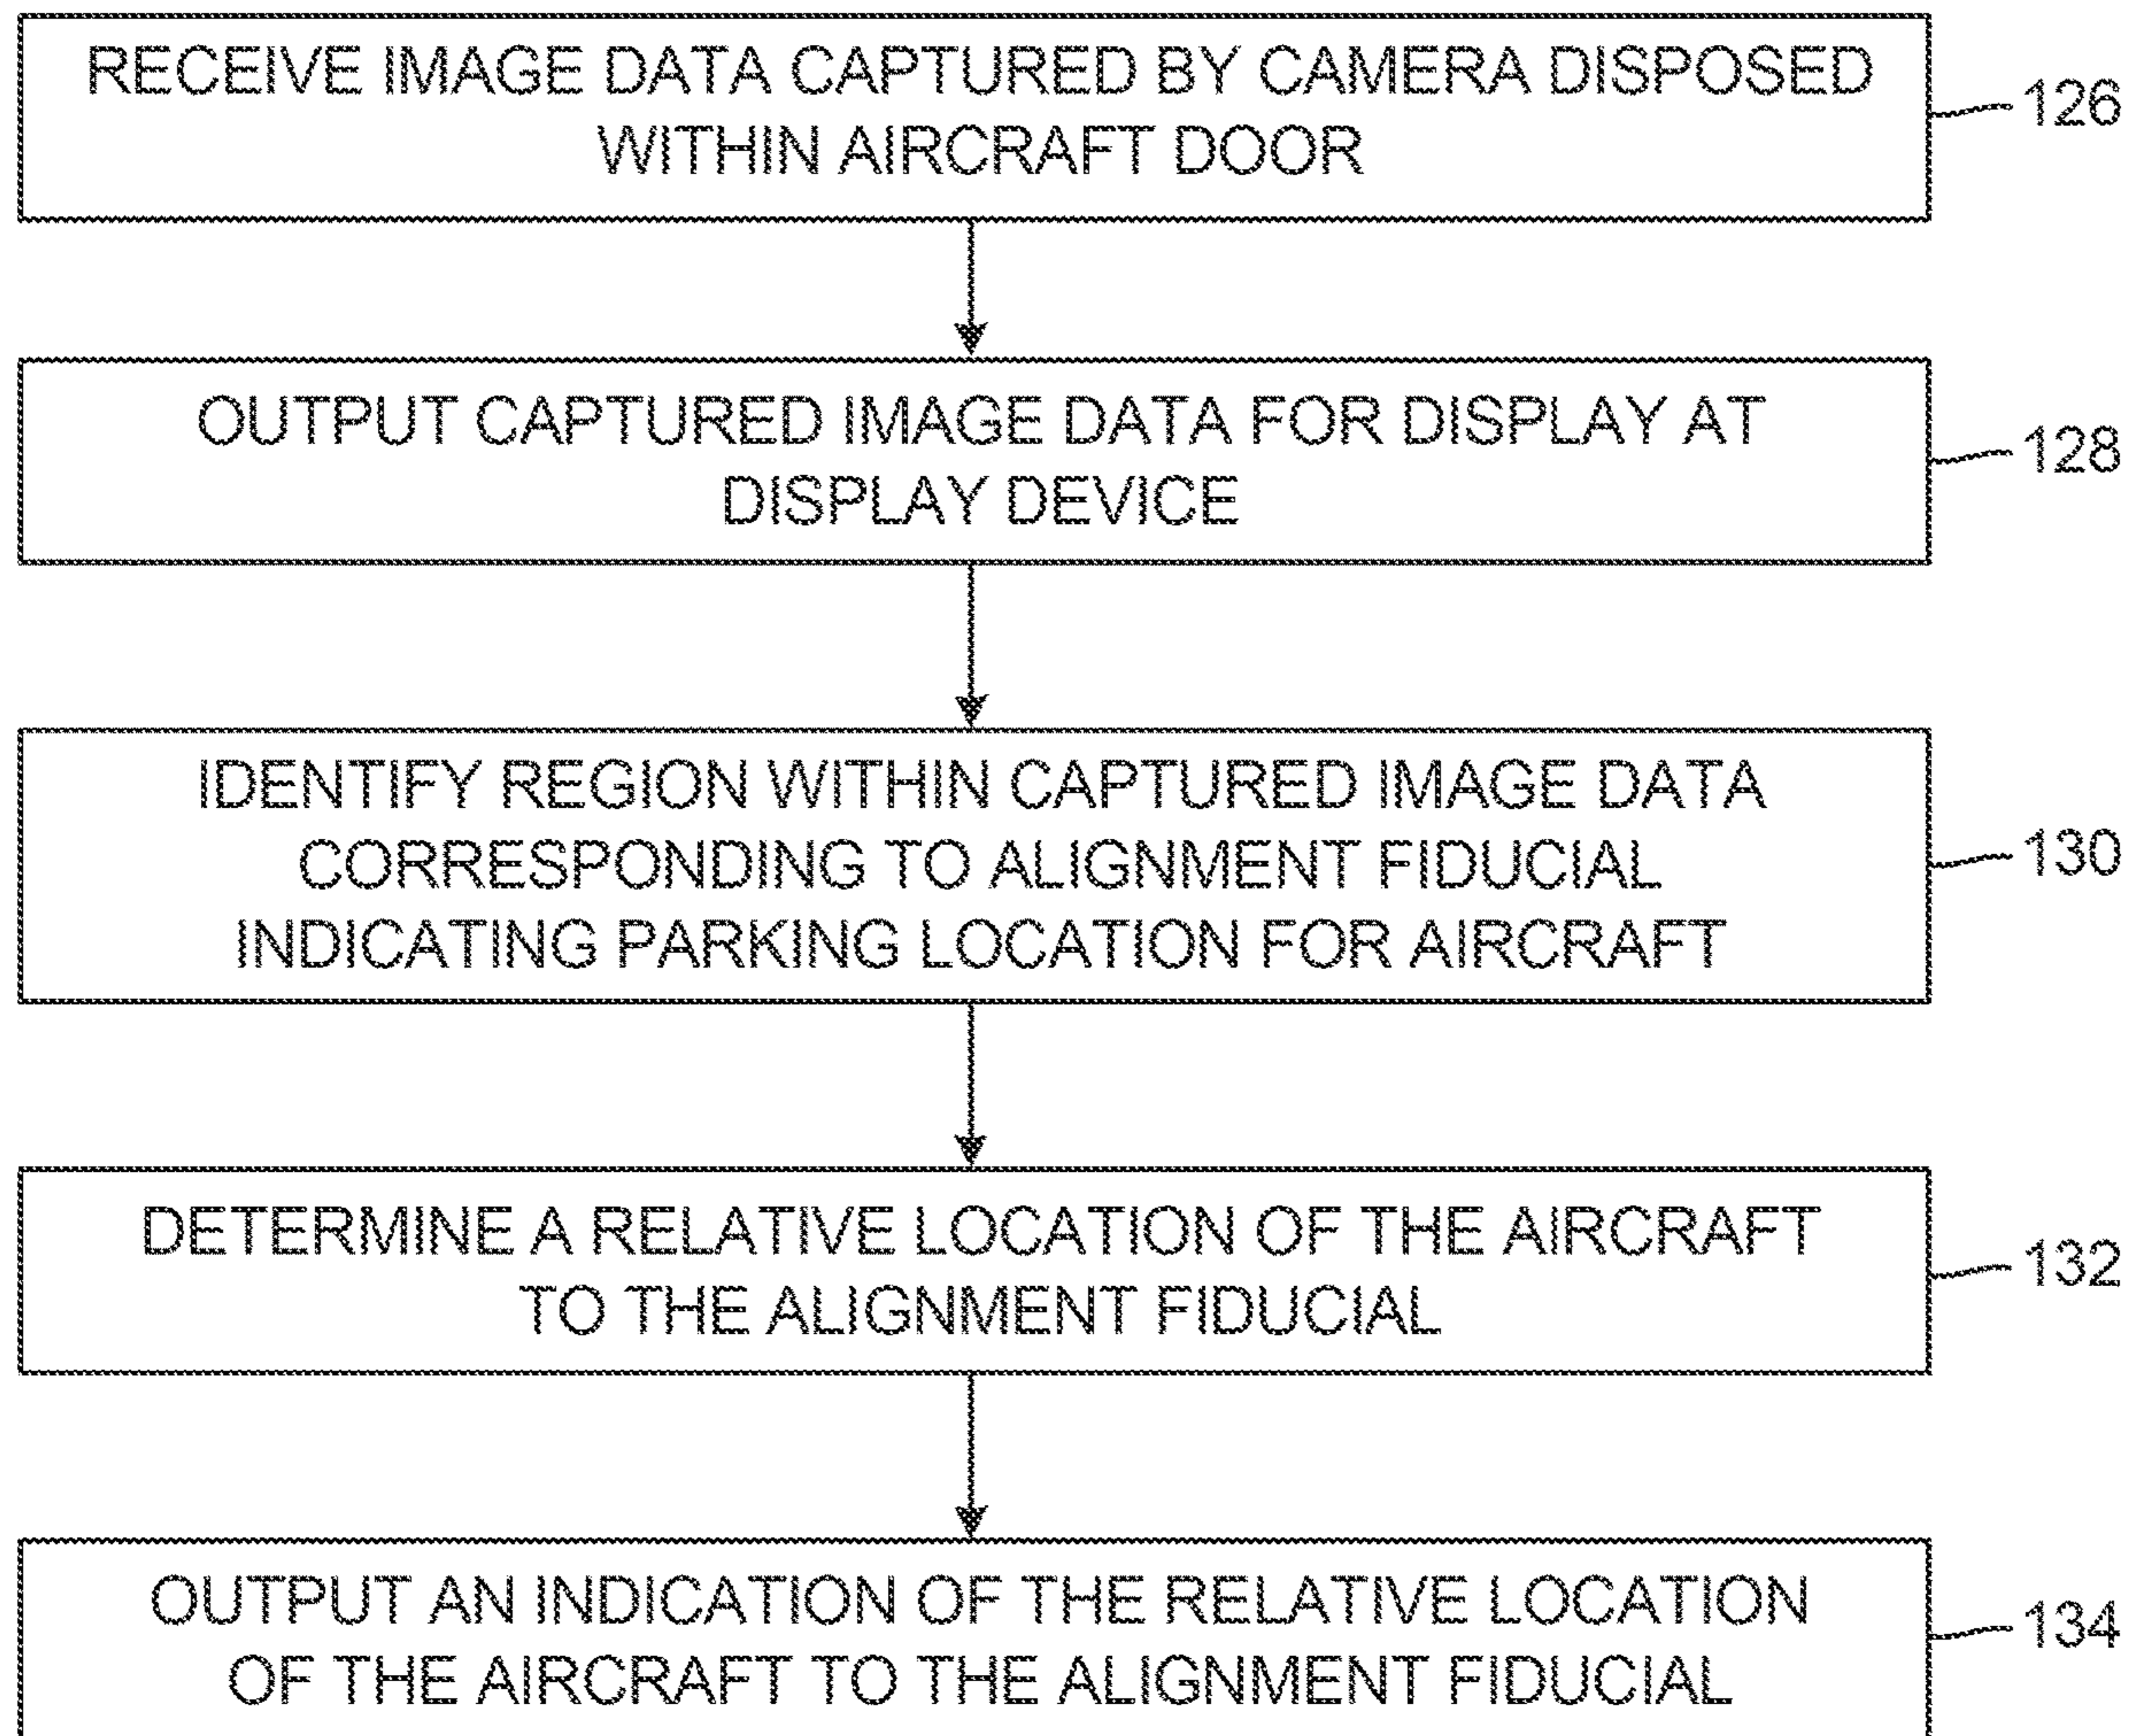 RECEIVE IMAGE DATA CAPTURED BY CAMERA DISPOSED
WITHIN AIRCRAFT DOOR
126
OUTPUT CAPTURED IMAGE DATA FOR DISPLAY AT
DISPLAY DEVICE
128
IDENTIFY REGION WITHIN CAPTURED IMAGE DATA
CORRESPONDING TO ALIGNMENT FIDUCIAL
INDICATING PARKING LOCATION FOR AIRCRAFT
130
DETERMINE A RELATIVE LOCATION OF THE AIRCRAFT
TO THE ALIGNMENT FIDUCIAL
132
OUTPUT AN INDICATION OF THE RELATIVE LOCATION
OF THE AIRCRAFT TO THE ALIGNMENT FIDUCIAL
134